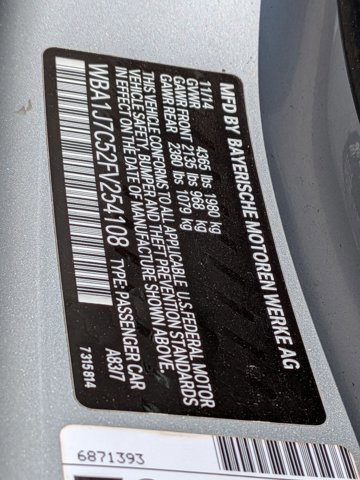 MFD BY BAYERISCHE MOTOREN WERKE AG
11/14
GVWR 4365 lbs 1980 kg
GAWR FRONT 2135 lbs 968 kg
GAWR REAR 2380 lbs 1079 kg
THIS VEHICLE CONFORMS TO ALL APPLICABLE U.S.FEDERAL MOTOR
VEHICLE SAFETY, BUMPER AND THEFT PREVENTION STANDARDS
IN EFFECT ON THE DATE OF MANUFACTURE SHOWN ABOVE.
WBA1J7C52FV254108 TYPE: PASSENGER CAR
A83/7
7315814
6871393